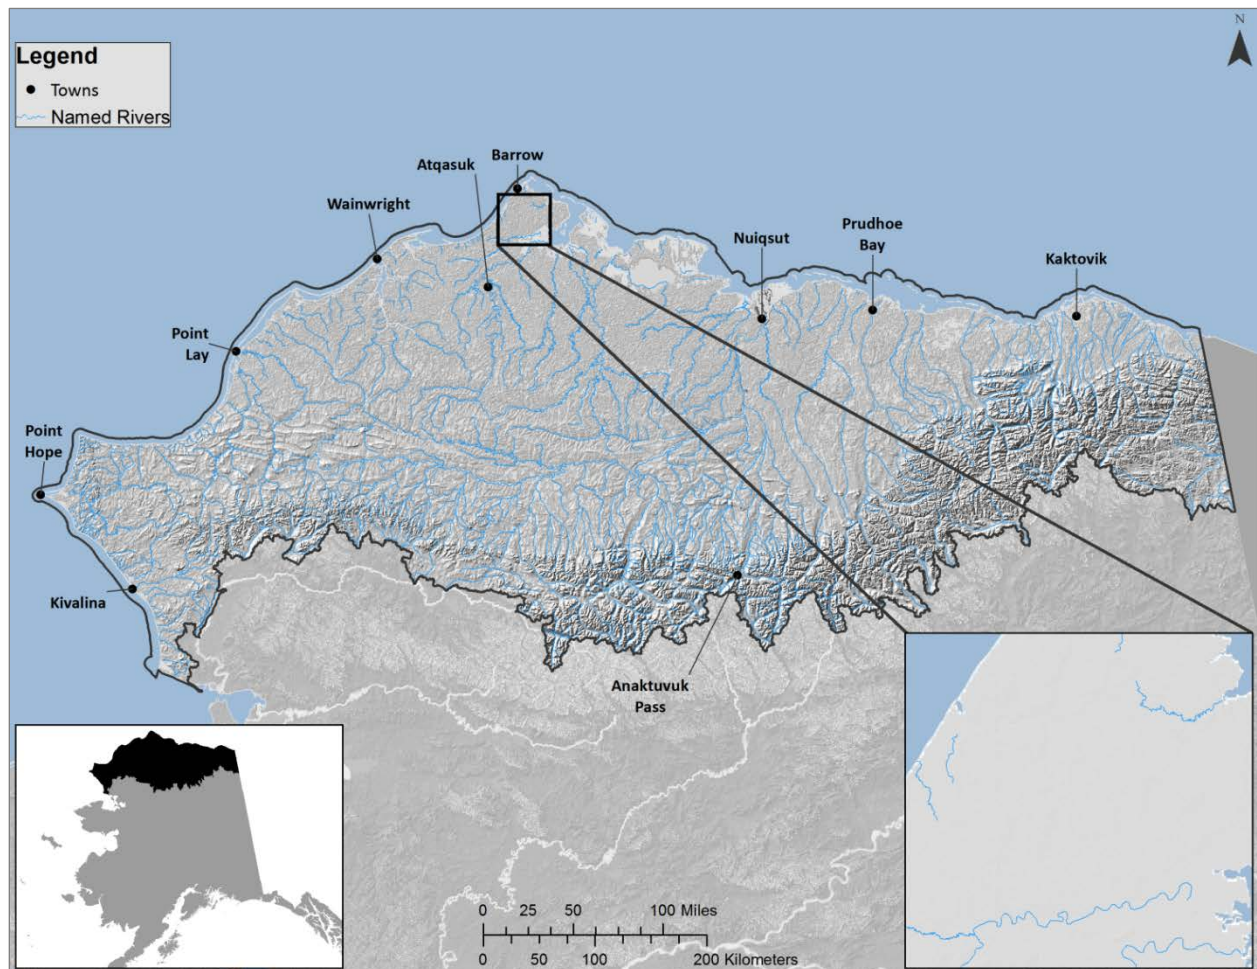 N
Legend
Towns
Named Rivers
Barrow
Atqasuk
Wainwright
Nuiqsut
Prudhoe
Bay
Kaktovik
Point
Lay
Point
Hope
Kivalina
Anaktuvuk
Pass
0 25 50 100 Miles
0 50 100 200 Kilometers